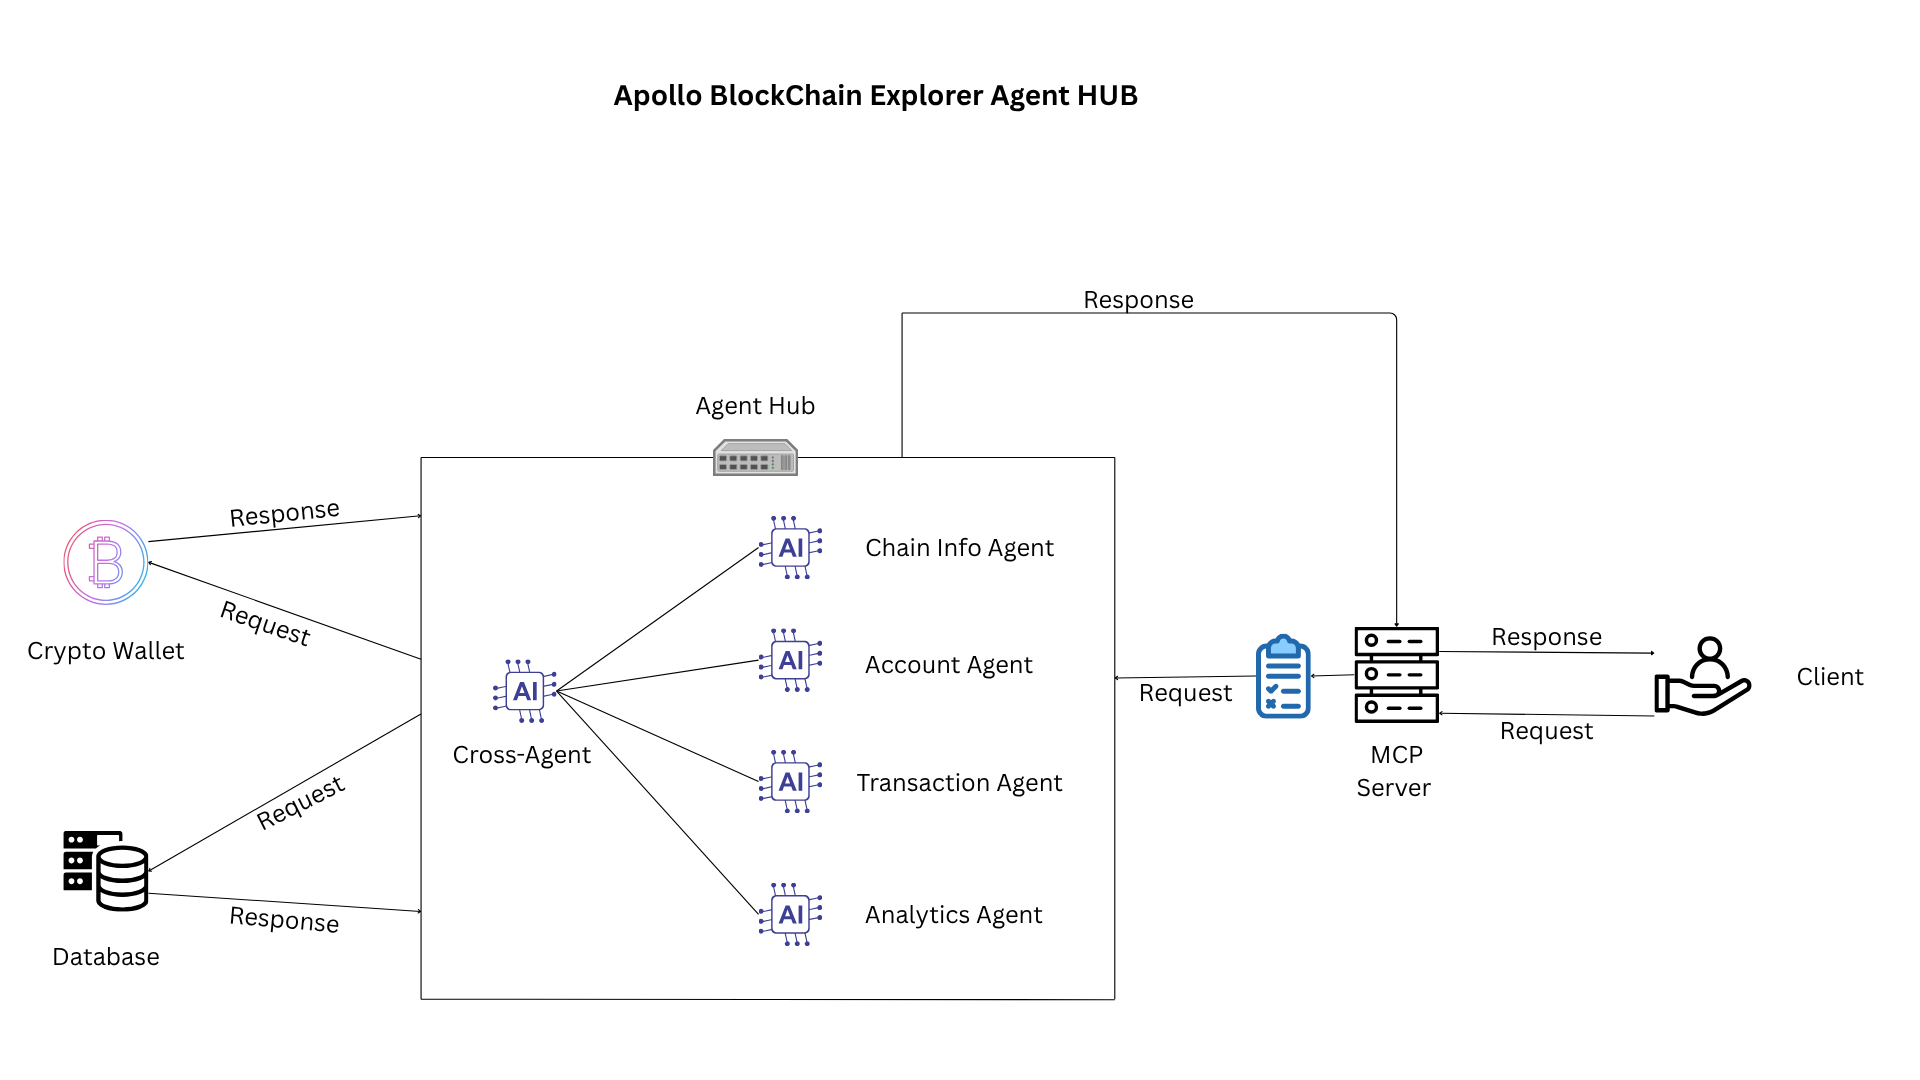 Apollo BlockChain Explorer Agent HUB
Response
Agent Hub
Response
Request
Crypto Wallet
AI
Chain Info Agent
AI
Account Agent
AI
Cross-Agent
AI
Transaction Agent
AI
Analytics Agent
Request
Response
Database
Request
MCP
Server
Response
Request
Client